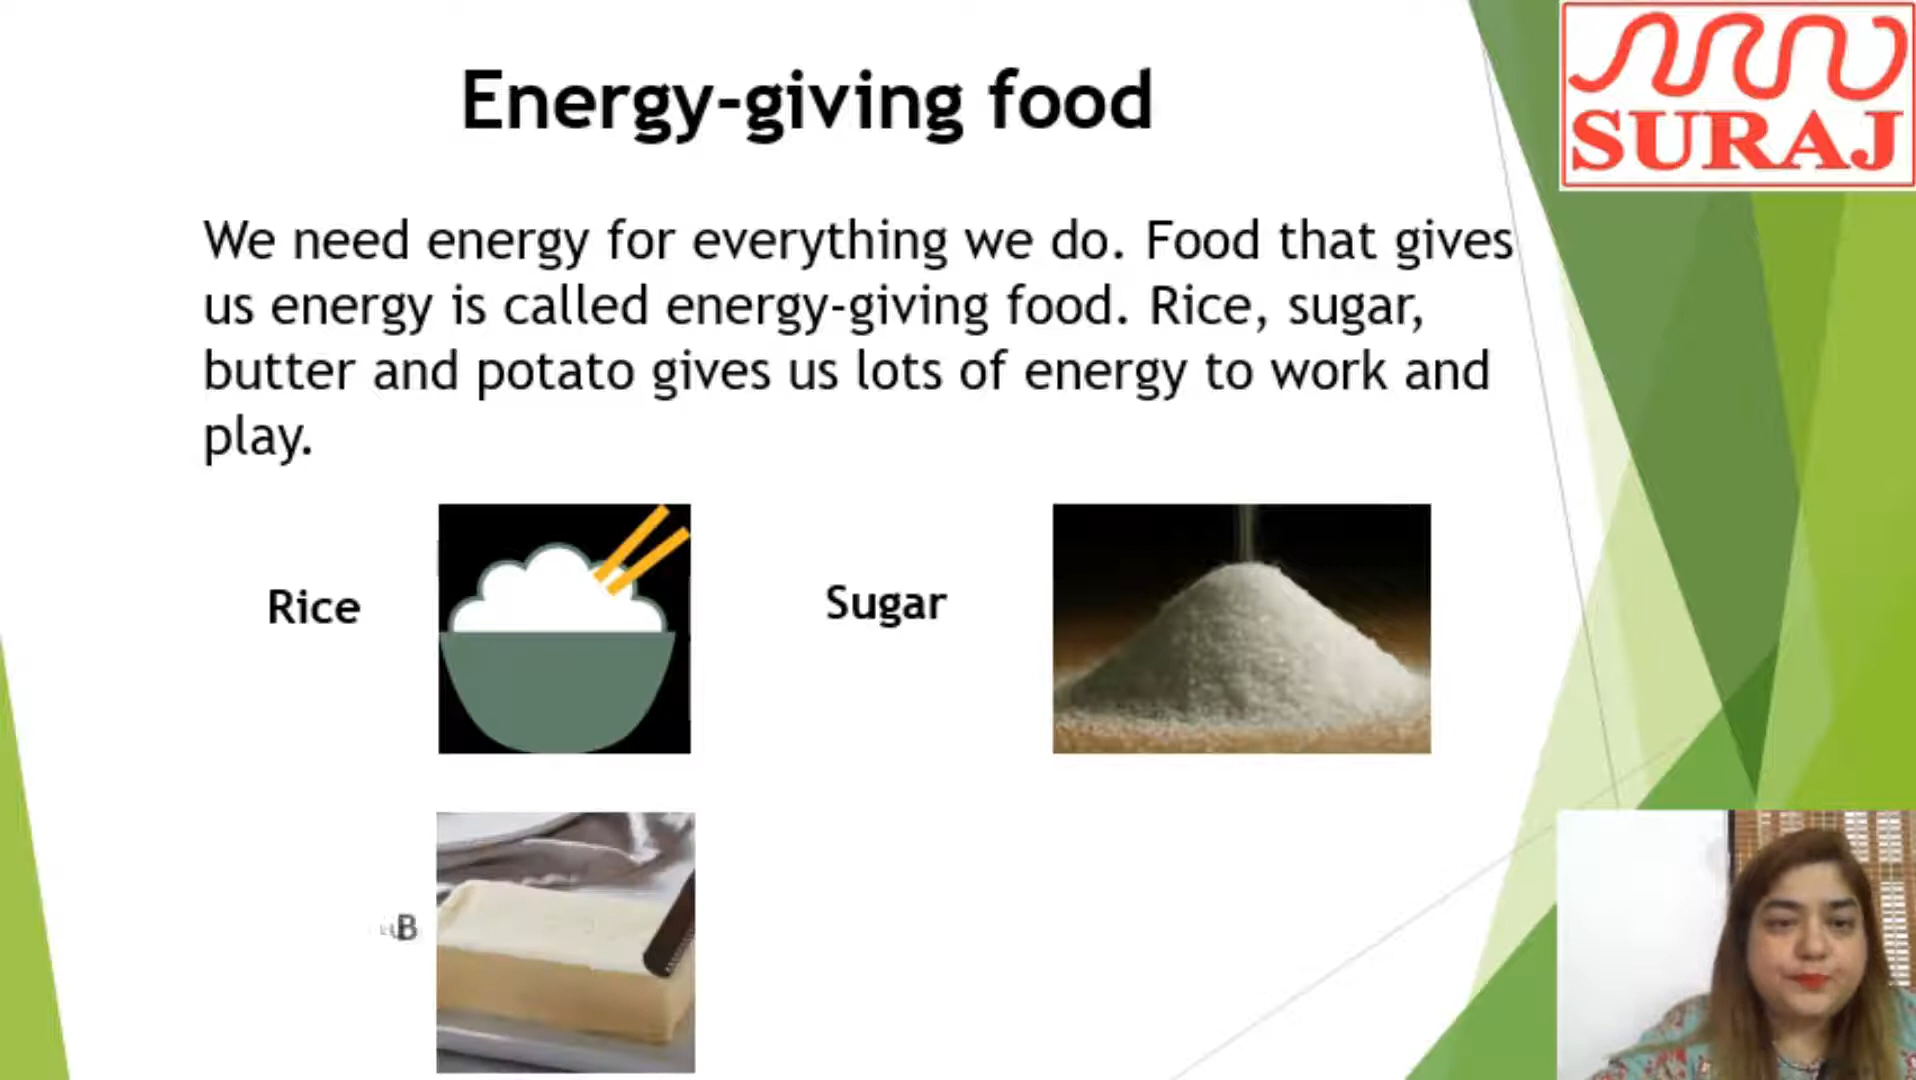 Energy-giving food
SURAJ
We need energy for everything we do. Food that gives
us energy is called energy-giving food. Rice, sugar,
butter and potato gives us lots of energy to work and
play.
Rice
Sugar
B